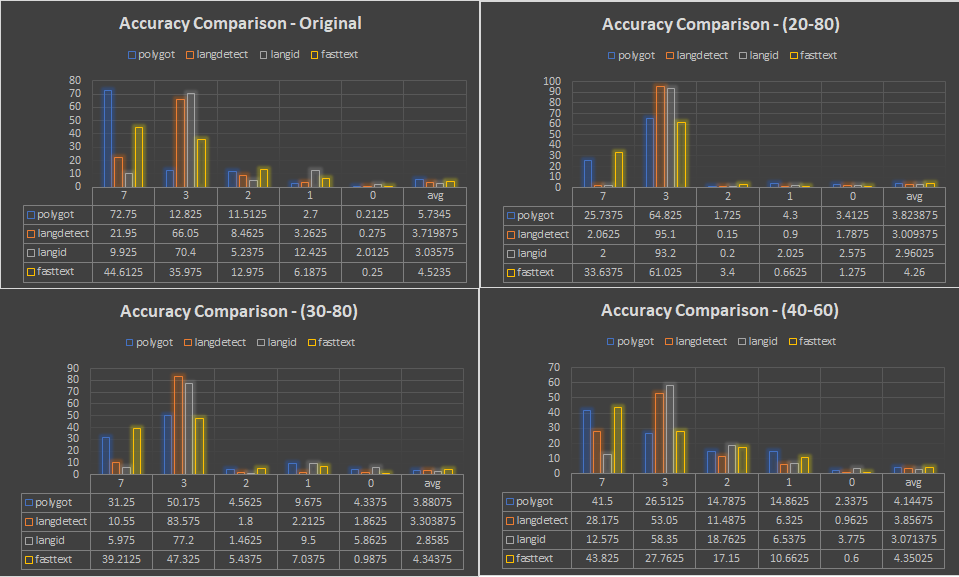 Accuracy Comparison - Original
polygot langdetect langid fasttext
80
70
60
50
40
30
20
10
0
7 3 2 1 0 avg
polygot 72.75 12.825 11.5125 2.7 0.2125 5.7345
langdetect 21.95 66.05 8.4625 3.2625 0.275 3.719875
langid 9.925 70.4 5.2375 12.425 2.0125 3.03575
fasttext 44.6125 35.975 12.975 6.1875 0.25 4.5235
Accuracy Comparison - (20-80)
polygot langdetect langid fasttext
100
90
80
70
60
50
40
30
20
10
0
7 3 2 1 0 avg
polygot 25.7375 64.825 1.725 4.3 3.4125 3.823875
langdetect 2.0625 95.1 0.15 0.9 1.7875 3.009375
langid 2 93.2 0.2 2.025 2.575 2.96025
fasttext 33.6375 61.025 3.4 0.6625 1.275 4.26
Accuracy Comparison - (30-80)
polygot langdetect langid fasttext
90
80
70
60
50
40
30
20
10
0
7 3 2 1 0 avg
polygot 31.25 50.175 4.5625 9.675 4.3375 3.88075
langdetect 10.55 83.575 1.8 2.2125 1.8625 3.303875
langid 5.975 77.2 1.4625 9.5 5.8625 2.8585
fasttext 39.2125 47.325 5.4375 7.0375 0.9875 4.34375
Accuracy Comparison - (40-60)
polygot langdetect langid fasttext
70
60
50
40
30
20
10
0
7 3 2 1 0 avg
polygot 41.5 26.5125 14.7875 14.8625 2.3375 4.14475
langdetect 28.175 53.05 11.4875 6.325 0.9625 3.85675
langid 12.575 58.35 18.7625 6.5375 3.775 3.071375
fasttext 43.825 27.7625 17.15 10.6625 0.6 4.35025